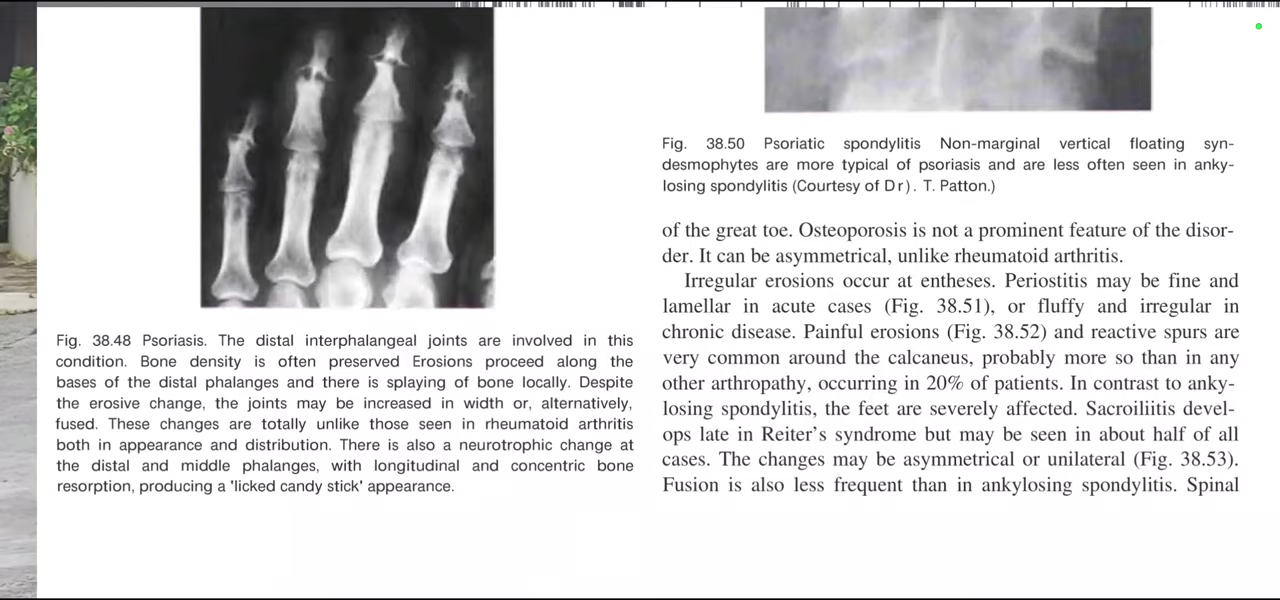 Fig. 38.48 Psoriasis. The distal interphalangeal joints are involved in this
condition. Bone density is often preserved Erosions proceed along the
bases of the distal phalanges and there is splaying of bone locally. Despite
the erosive change, the joints may be increased in width or, alternatively,
fused. These changes are totally unlike those seen in rheumatoid arthritis
both in appearance and distribution. There is also a neurotrophic change at
the distal and middle phalanges, with longitudinal and concentric bone
resorption, producing a 'licked candy stick' appearance.
Fig. 38.50 Psoriatic spondylitis Non-marginal vertical floating syn-
desmophytes are more typical of psoriasis and are less often seen in anky-
losing spondylitis (Courtesy of Dr). T. Patton.)
of the great toe. Osteoporosis is not a prominent feature of the disor-
der. It can be asymmetrical, unlike rheumatoid arthritis.
Irregular erosions occur at entheses. Periostitis may be fine and
lamellar in acute cases (Fig. 38.51), or fluffy and irregular in
chronic disease. Painful erosions (Fig. 38.52) and reactive spurs are
very common around the calcaneus, probably more so than in any
other arthropathy, occurring in 20% of patients. In contrast to anky-
losing spondylitis, the feet are severely affected. Sacroiliitis devel-
ops late in Reiter's syndrome but may be seen in about half of all
cases. The changes may be asymmetrical or unilateral (Fig. 38.53).
Fusion is also less frequent than in ankylosing spondylitis. Spinal